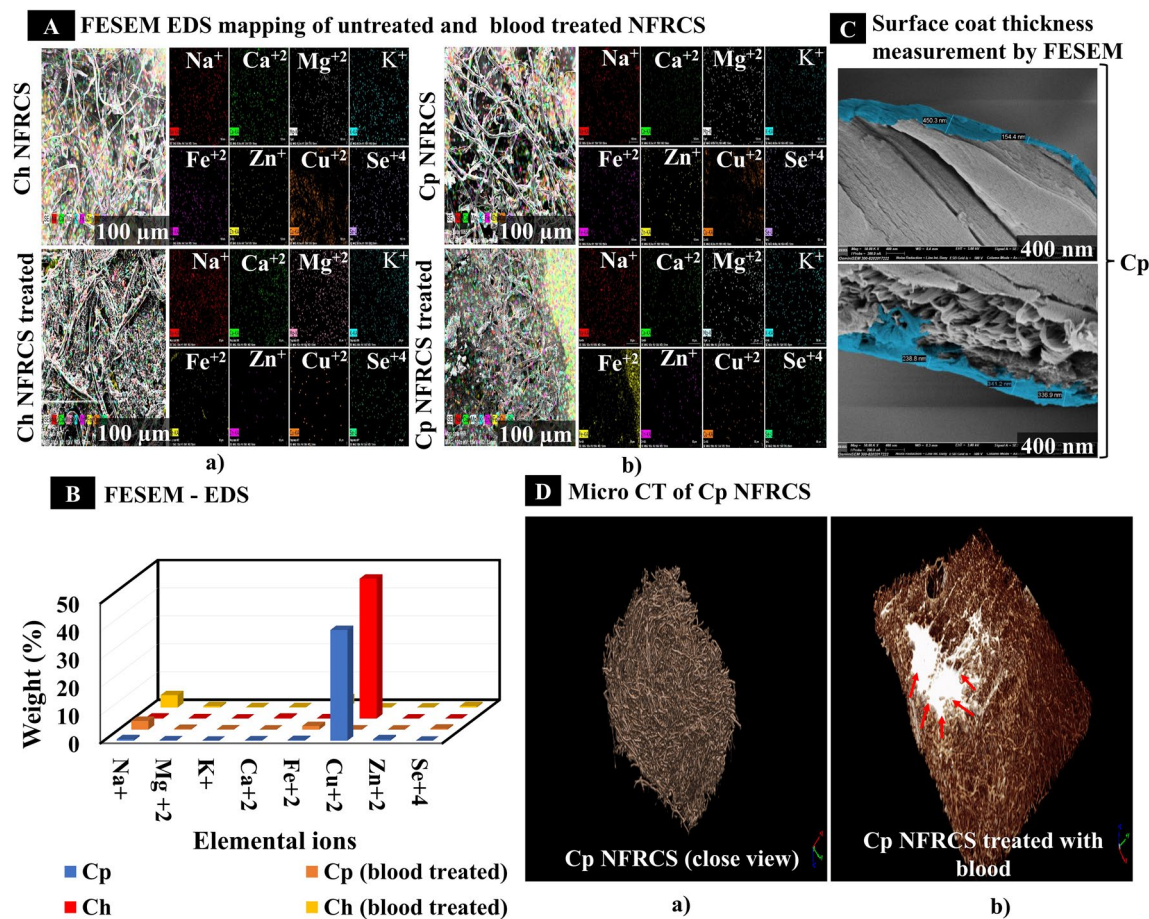 A FESEM EDS mapping of untreated and blood treated NFRCS
Ch NFRCS
Na+ Ca+2 Mg+2 K+
Fe+2 Zn+ Cu+2 Se+4
100 µm
Ch NFRCS treated
Na+ Ca+2 Mg+2 K+
Fe+2 Zn+ Cu+2 Se+4
100 µm
a)
Cp NFRCS
Na+ Ca+2 Mg+2 K+
Fe+2 Zn+ Cu+2 Se+4
100 µm
Cp NFRCS treated
Na+ Ca+2 Mg+2 K+
Fe+2 Zn+ Cu+2 Se+4
100 µm
b)
C Surface coat thickness
measurement by FESEM
450.3 nm
154.4 nm
400 nm
238.8 nm
336.9 nm
400 nm
Cp
B FESEM - EDS
Weight (%)
50
40
30
20
10
0
Na+
Mg +2
K+
Ca+2
Fe+2
Cu+2
Zn+2
Se+4
Elemental ions
Cp
Cp (blood treated)
Ch
Ch (blood treated)
D Micro CT of Cp NFRCS
Cp NFRCS (close view)
a)
Cp NFRCS treated with
blood
b)